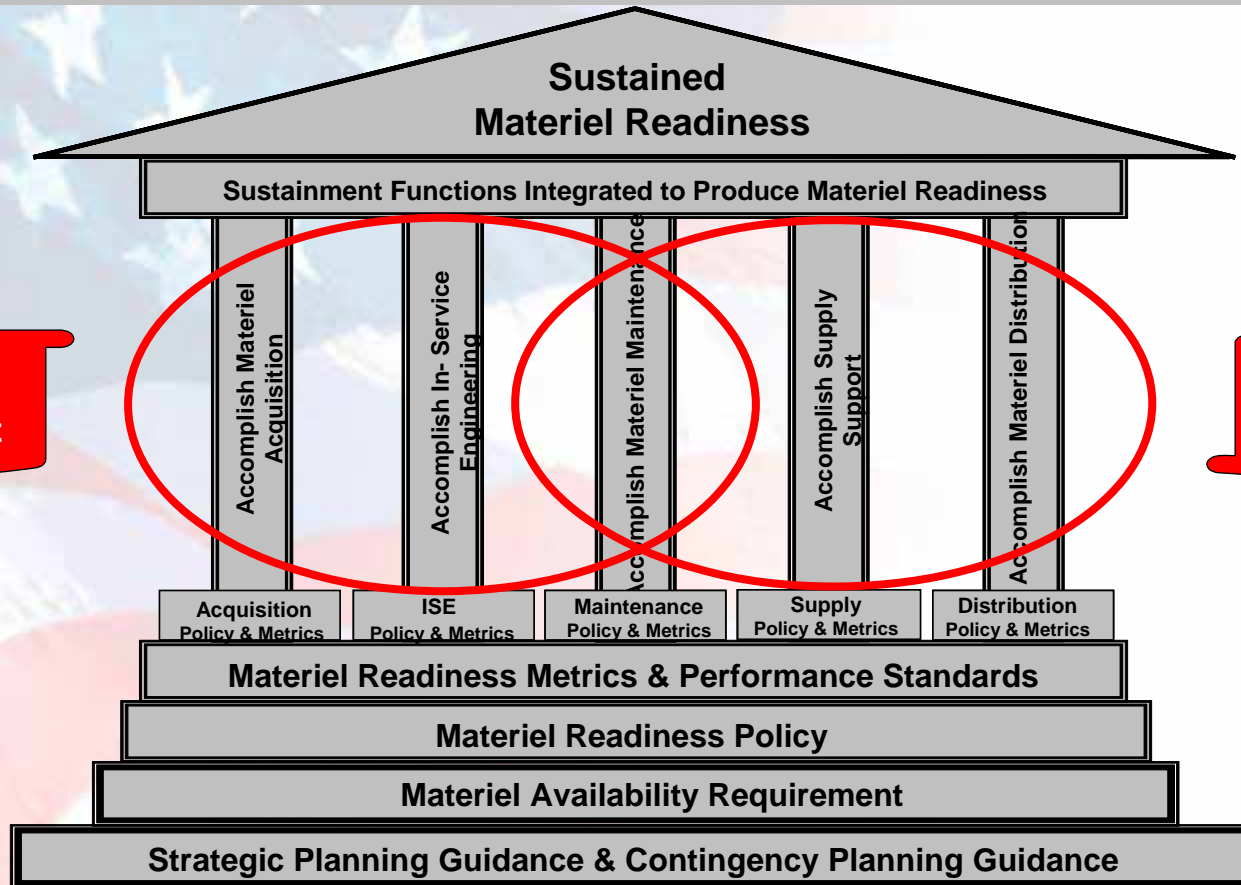 Sustained
Materiel Readiness
Sustainment Functions Integrated to Produce Materiel Readiness
Accomplish Materiel
Acquisition
Accomplish In- Service
Engineering
Accomplish Materiel Maintenance
Accomplish Supply
Support
Accomplish Materiel Distribution
Acquisition
Policy & Metrics
ISE
Policy & Metrics
Maintenance
Policy & Metrics
Supply
Policy & Metrics
Distribution
Policy & Metrics
Materiel Readiness Metrics & Performance Standards
Materiel Readiness Policy
Materiel Availability Requirement
Strategic Planning Guidance & Contingency Planning Guidance